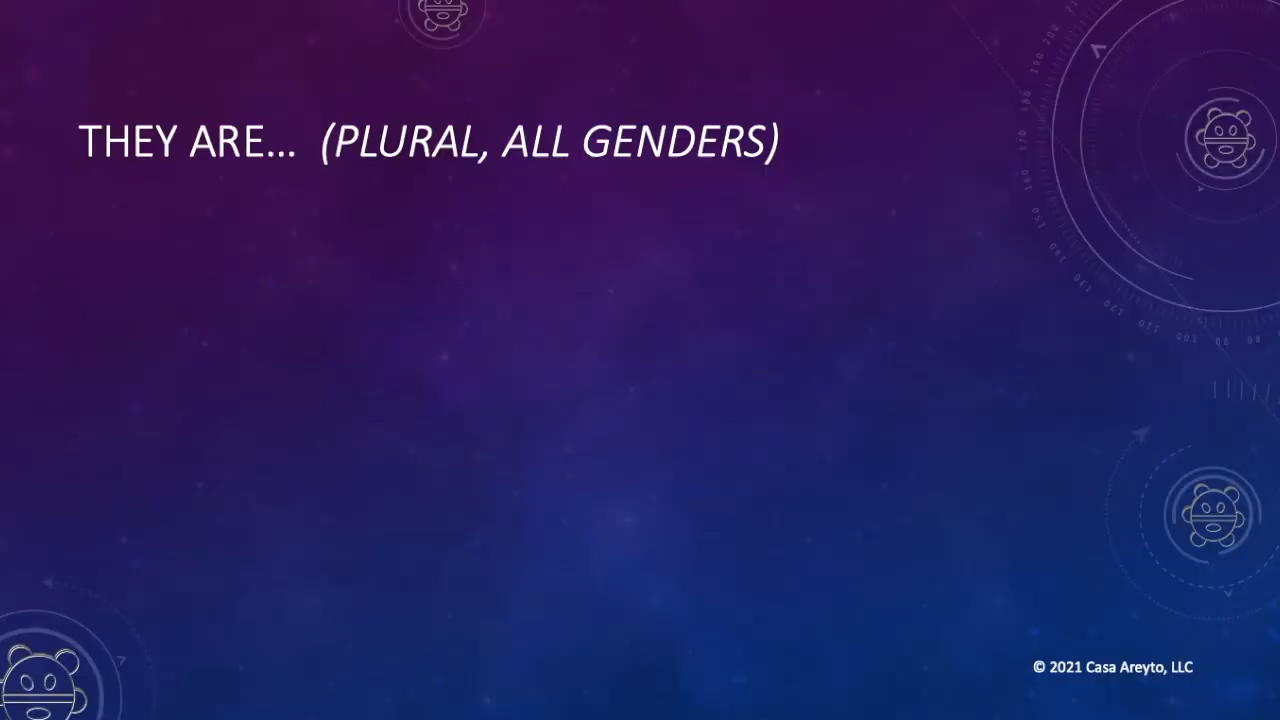 THEY ARE… (PLURAL, ALL GENDERS)
© 2021 Casa Areyto, LLC